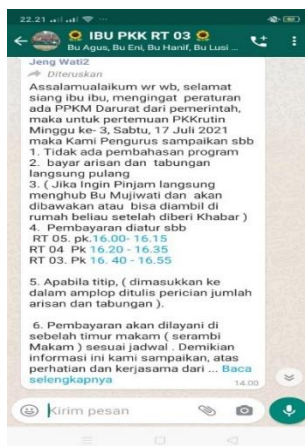 22.21
IBU PKK RT 03
Bu Agus, Bu Eni, Bu Hanif, Bu Lusi ...
Jeng Wati2
Diteruskan
Assalamualaikum wr wb, selamat
siang ibu ibu, mengingat peraturan
ada PPKM Darurat dari pemerintah,
maka untuk pertemuan PKKrutin
Minggu ke- 3, Sabtu, 17 Juli 2021
maka Kami Pengurus sampaikan sbb
1. Tidak ada pembahasan program
2. bayar arisan dan tabungan
langsung pulang
3. ( Jika Ingin Pinjam langsung
menghub Bu Mujiwati dan akan
dibawakan atau bisa diambil di
rumah beliau setelah diberi Khabar )
4. Pembayaran diatur sbb
RT 05. pk.16.00- 16.15
RT 04 Pk 16.20 - 16.35
RT 03. Pk 16. 40 - 16.55
5. Apabila titip, ( dimasukkan ke
dalam amplop ditulis perician jumlah
arisan dan tabungan ).
6. Pembayaran akan dilayani di
sebelah timur makam ( serambi
Makam ) sesuai jadwal . Demikian
informasi ini kami sampaikan, atas
perhatian dan kerjasama dari ... Baca
selengkapnya
14.00
Kirim pesan